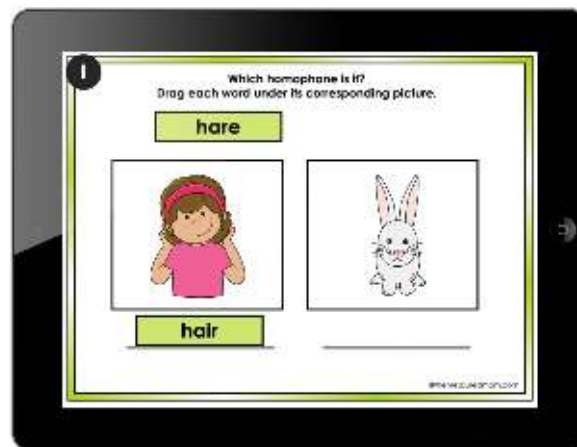 1
Which homophone is it?
Drag each word under its corresponding picture.
hare
hair